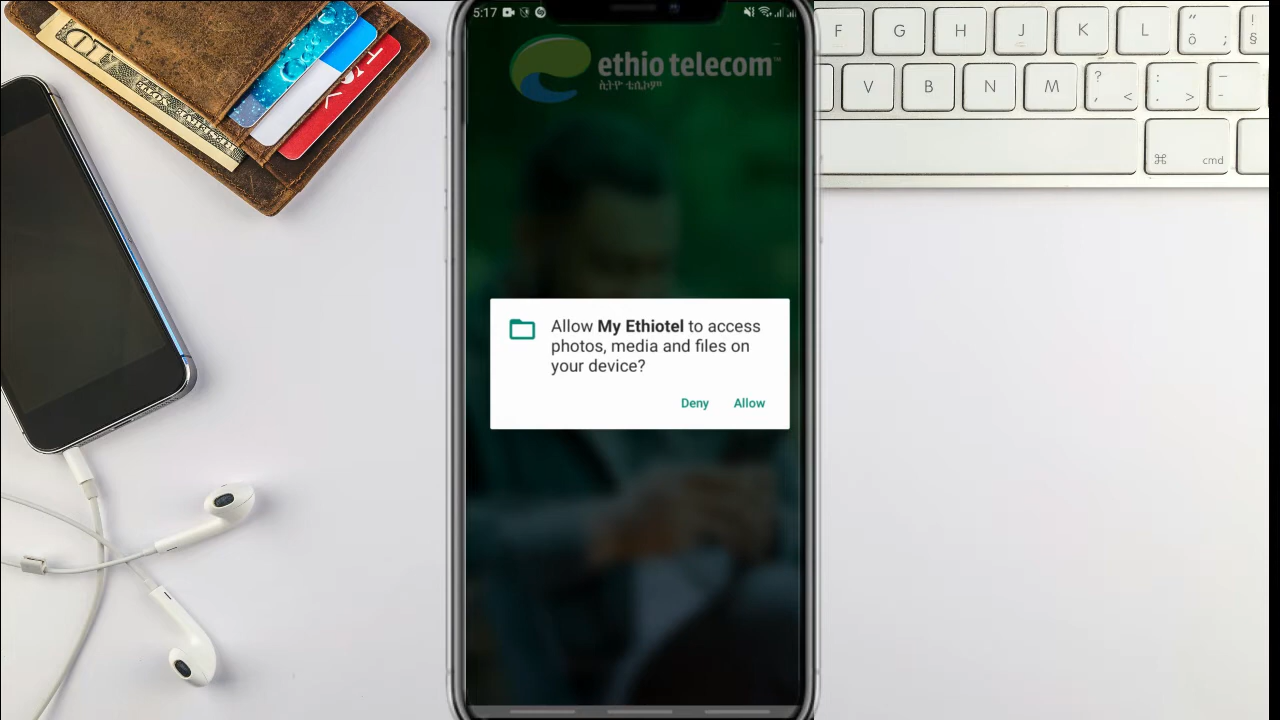 5:17
ethio telecom™
ኢትዮ ቴሌኮም
Allow My Ethiotel to access
photos, media and files on
your device?
Deny Allow
F G H J K L " õ ; § !
V B N M ? , < : . > _ -
⌘ cmd